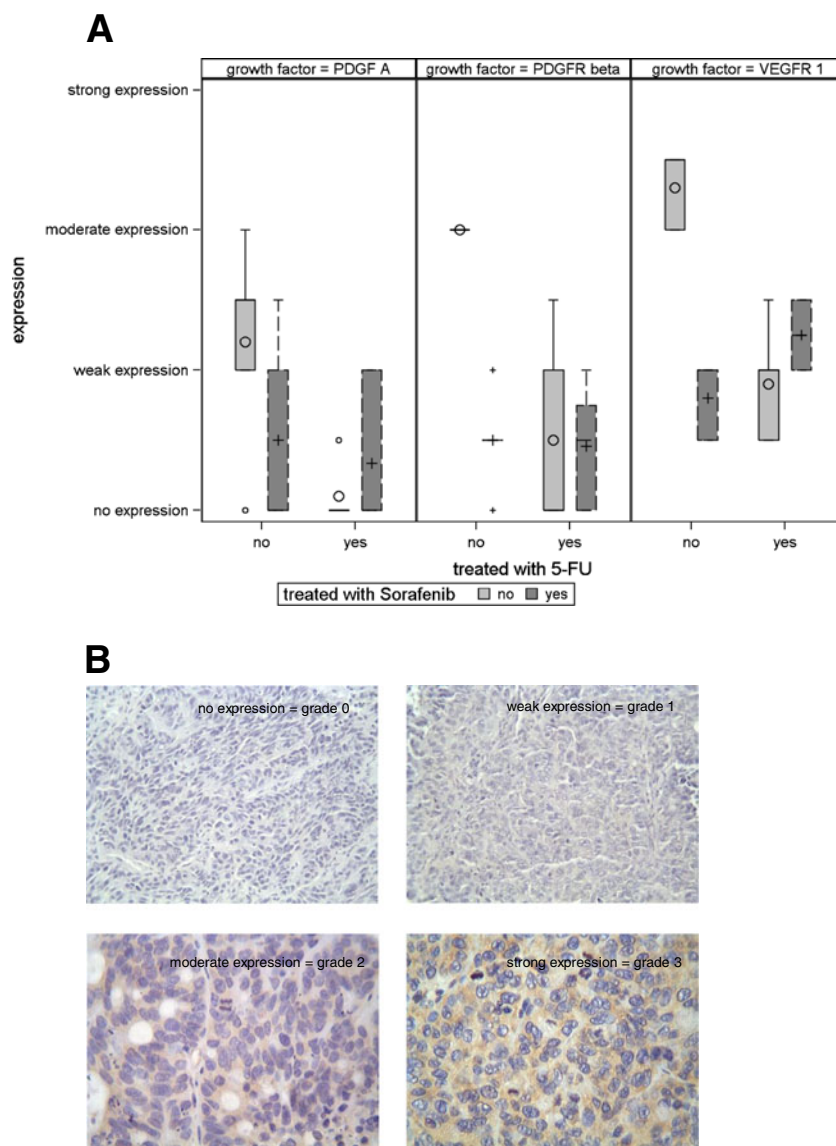 A
growth factor = PDGF A growth factor = PDGFR beta growth factor = VEGFR 1
strong expression
moderate expression
weak expression
no expression
expression
no yes no yes no yes
treated with 5-FU
treated with Sorafenib no yes
B
no expression = grade 0
weak expression = grade 1
moderate expression = grade 2
strong expression = grade 3